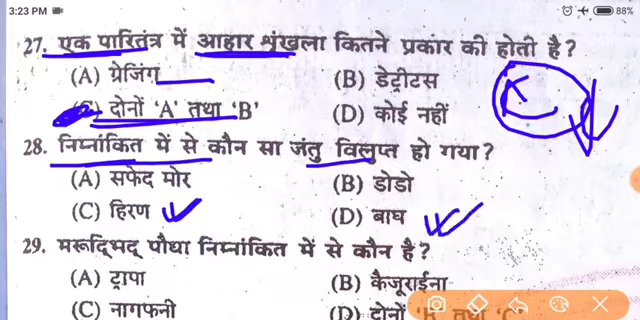 3:23 PM 88%
27. एक पारितंत्र में आहार शृंखला कितने प्रकार की होती है?
(A) ग्रेजिंग (B) डेट्रीटस
(C) दोनों 'A' तथा 'B' (D) कोई नहीं
28. निम्नांकित में से कौन सा जंतु विलुप्त हो गया?
(A) सफेद मोर (B) डोडो
(C) हिरण (D) बाघ
29. मरूद्भिद् पौधा निम्नांकित में से कौन है?
(A) ट्रापा (B) कैजूराईना
(C) नागफनी (D) दोनों 'B' तथा 'C'